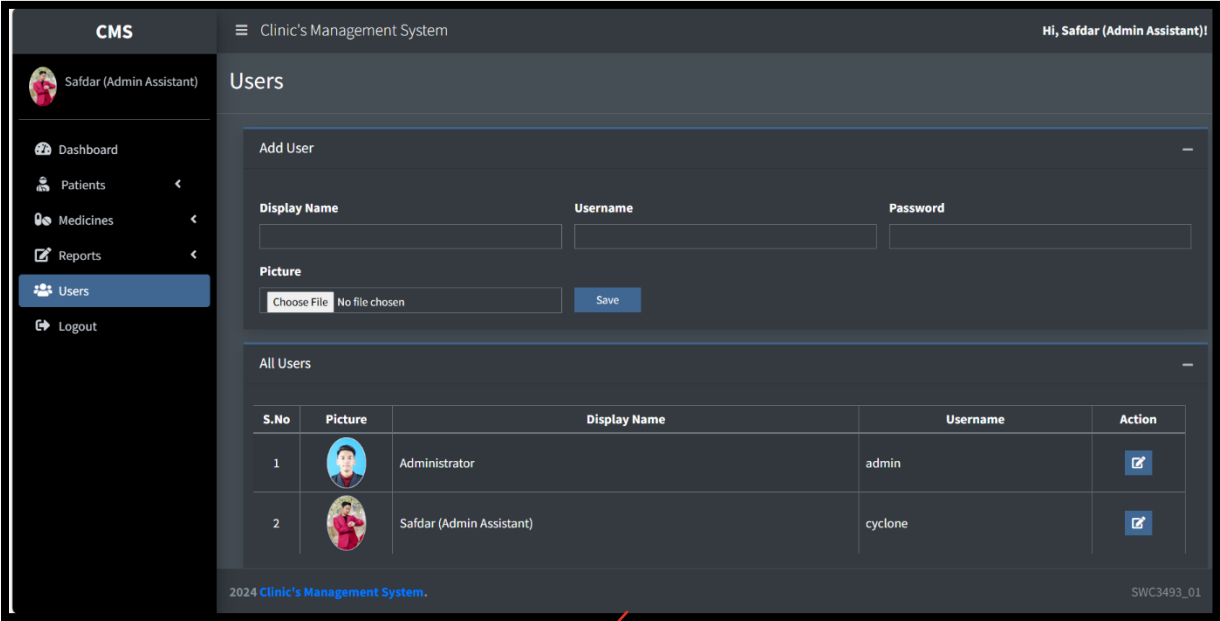 CMS
Clinic's Management System
Hi, Safdar (Admin Assistant)!
Safdar (Admin Assistant)
Users
Dashboard
Patients
Medicines
Reports
Users
Logout
Add User
Display Name Username Password
Picture
Choose File No file chosen Save
All Users
S.No Picture Display Name Username Action
1 Administrator admin
2 Safdar (Admin Assistant) cyclone
2024 Clinic's Management System. SWC3493_01